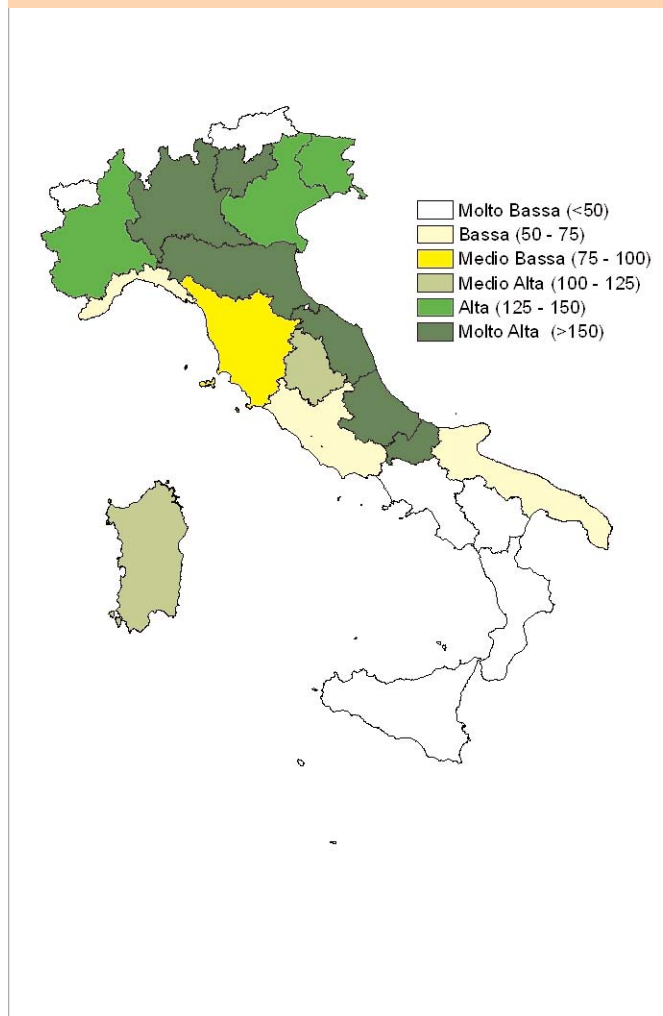 Molto Bassa (<50)
Bassa (50 - 75)
Medio Bassa (75 - 100)
Medio Alta (100 - 125)
Alta (125 - 150)
Molto Alta (>150)